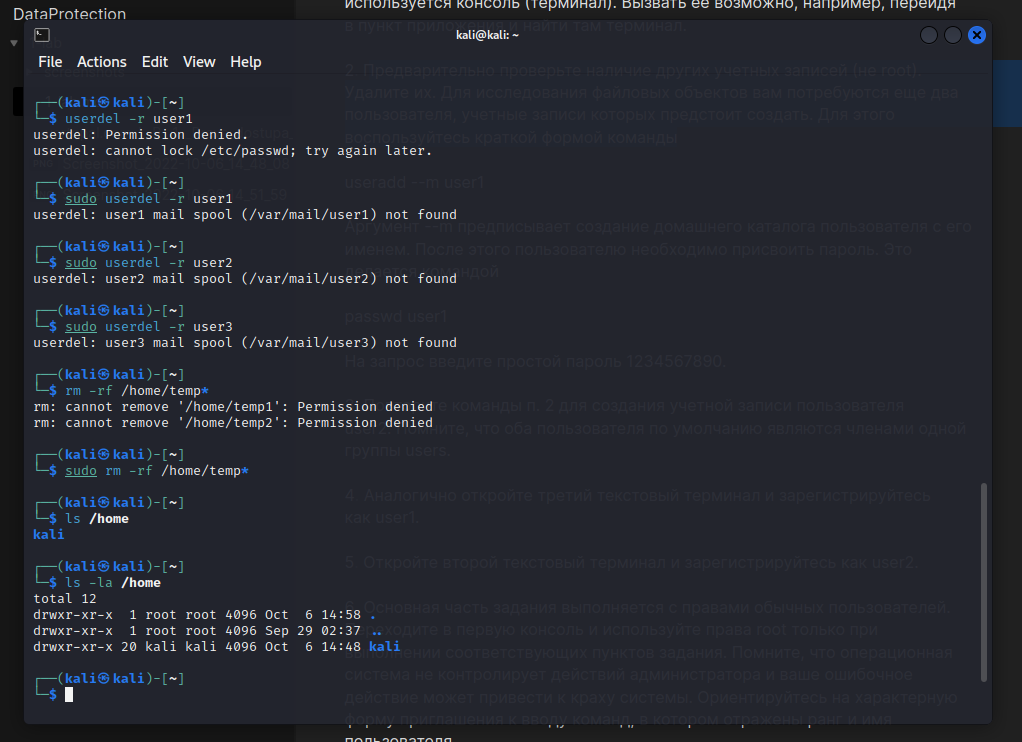 DataProtection
используется консоль (терминал). Вызвать ее возможно, например, перейдя
в пункт приложения и найти там терминал.
kali@kali: ~
File Actions Edit View Help
2. Предварительно проверьте наличие других учетных записей (не root).
Удалите их. Для исследования файловых объектов вам потребуются еще два
пользователя, учетные записи которых предстоит создать. Для этого
воспользуйтесь краткой формой команды
useradd —m user1
Аргумент —m предписывает создание домашнего каталога пользователя с его
именем. После этого пользователю необходимо присвоить пароль. Это
командой
passwd user1
На запрос введите простой пароль 1234567890.
команды п. 2 для создания учетной записи пользователя
что оба пользователя по умолчанию являются членами одной
группы users.
4. Аналогично откройте третий текстовый терминал и зарегистрируйтесь
как user1.
5. Откройте второй текстовый терминал и зарегистрируйтесь как user2.
Основная часть задания выполняется с правами обычных пользователей.
в первую консоль и используйте права root только при
выполнении соответствующих пунктов задания. Помните, что операционная
система не контролирует действий администратора и ваше ошибочное
действие может привести к краху системы. Ориентируйтесь на характерную
форму приглашения к вводу команд, в котором отражены ранг и имя
пользователя.
┌──(kali㉿kali)-[~]
└─$ userdel -r user1
userdel: Permission denied.
userdel: cannot lock /etc/passwd; try again later.
┌──(kali㉿kali)-[~]
└─$ sudo userdel -r user1
userdel: user1 mail spool (/var/mail/user1) not found
┌──(kali㉿kali)-[~]
└─$ sudo userdel -r user2
userdel: user2 mail spool (/var/mail/user2) not found
┌──(kali㉿kali)-[~]
└─$ sudo userdel -r user3
userdel: user3 mail spool (/var/mail/user3) not found
┌──(kali㉿kali)-[~]
└─$ rm -rf /home/temp*
rm: cannot remove '/home/temp1': Permission denied
rm: cannot remove '/home/temp2': Permission denied
┌──(kali㉿kali)-[~]
└─$ sudo rm -rf /home/temp*
┌──(kali㉿kali)-[~]
└─$ ls /home
kali
┌──(kali㉿kali)-[~]
└─$ ls -la /home
total 12
drwxr-xr-x 1 root root 4096 Oct 6 14:58 .
drwxr-xr-x 1 root root 4096 Sep 29 02:37 ..
drwxr-xr-x 20 kali kali 4096 Oct 6 14:48 kali
┌──(kali㉿kali)-[~]
└─$